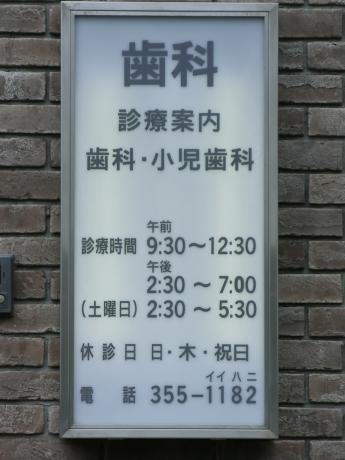 歯科
診療案内
歯科・小児歯科
午前
診療時間 9:30～12:30
午後
2:30～7:00
(土曜日) 2:30～5:30
休診日 日・木・祝日
イイハニ
電話 355-1182